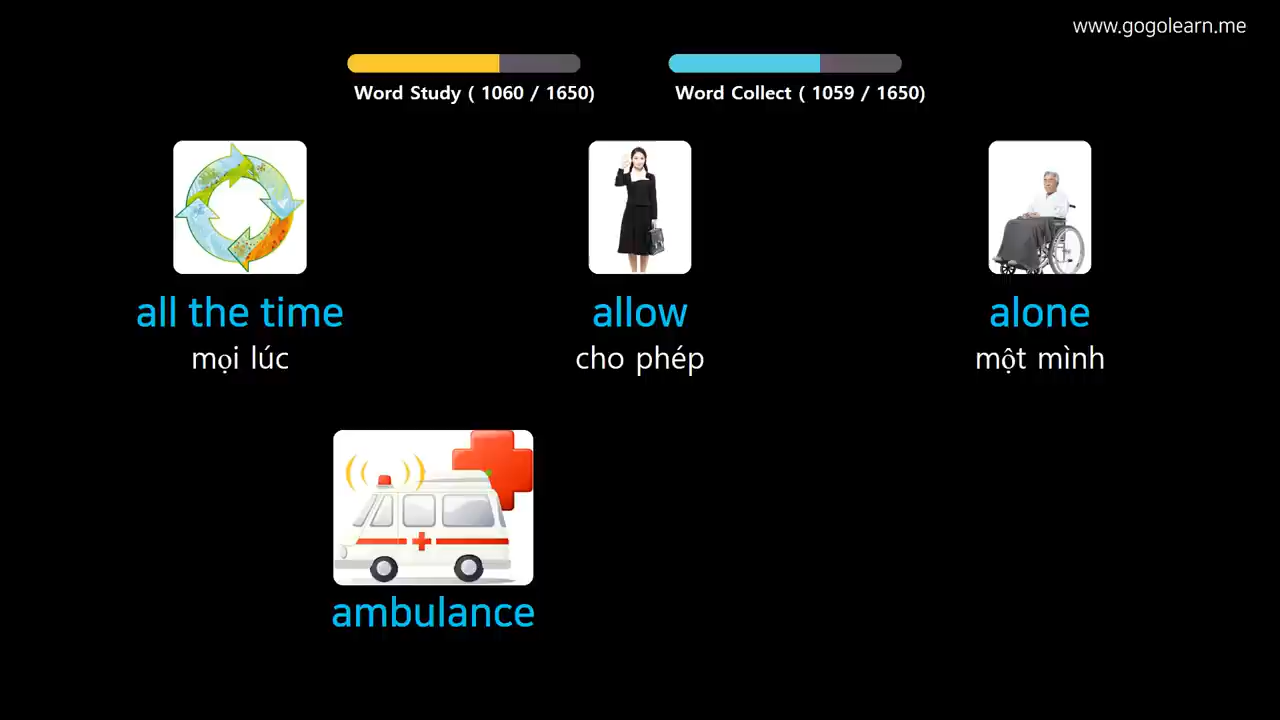 www.gogolearn.me
Word Study ( 1060 / 1650)
Word Collect ( 1059 / 1650)
all the time
mọi lúc
allow
cho phép
alone
một mình
ambulance